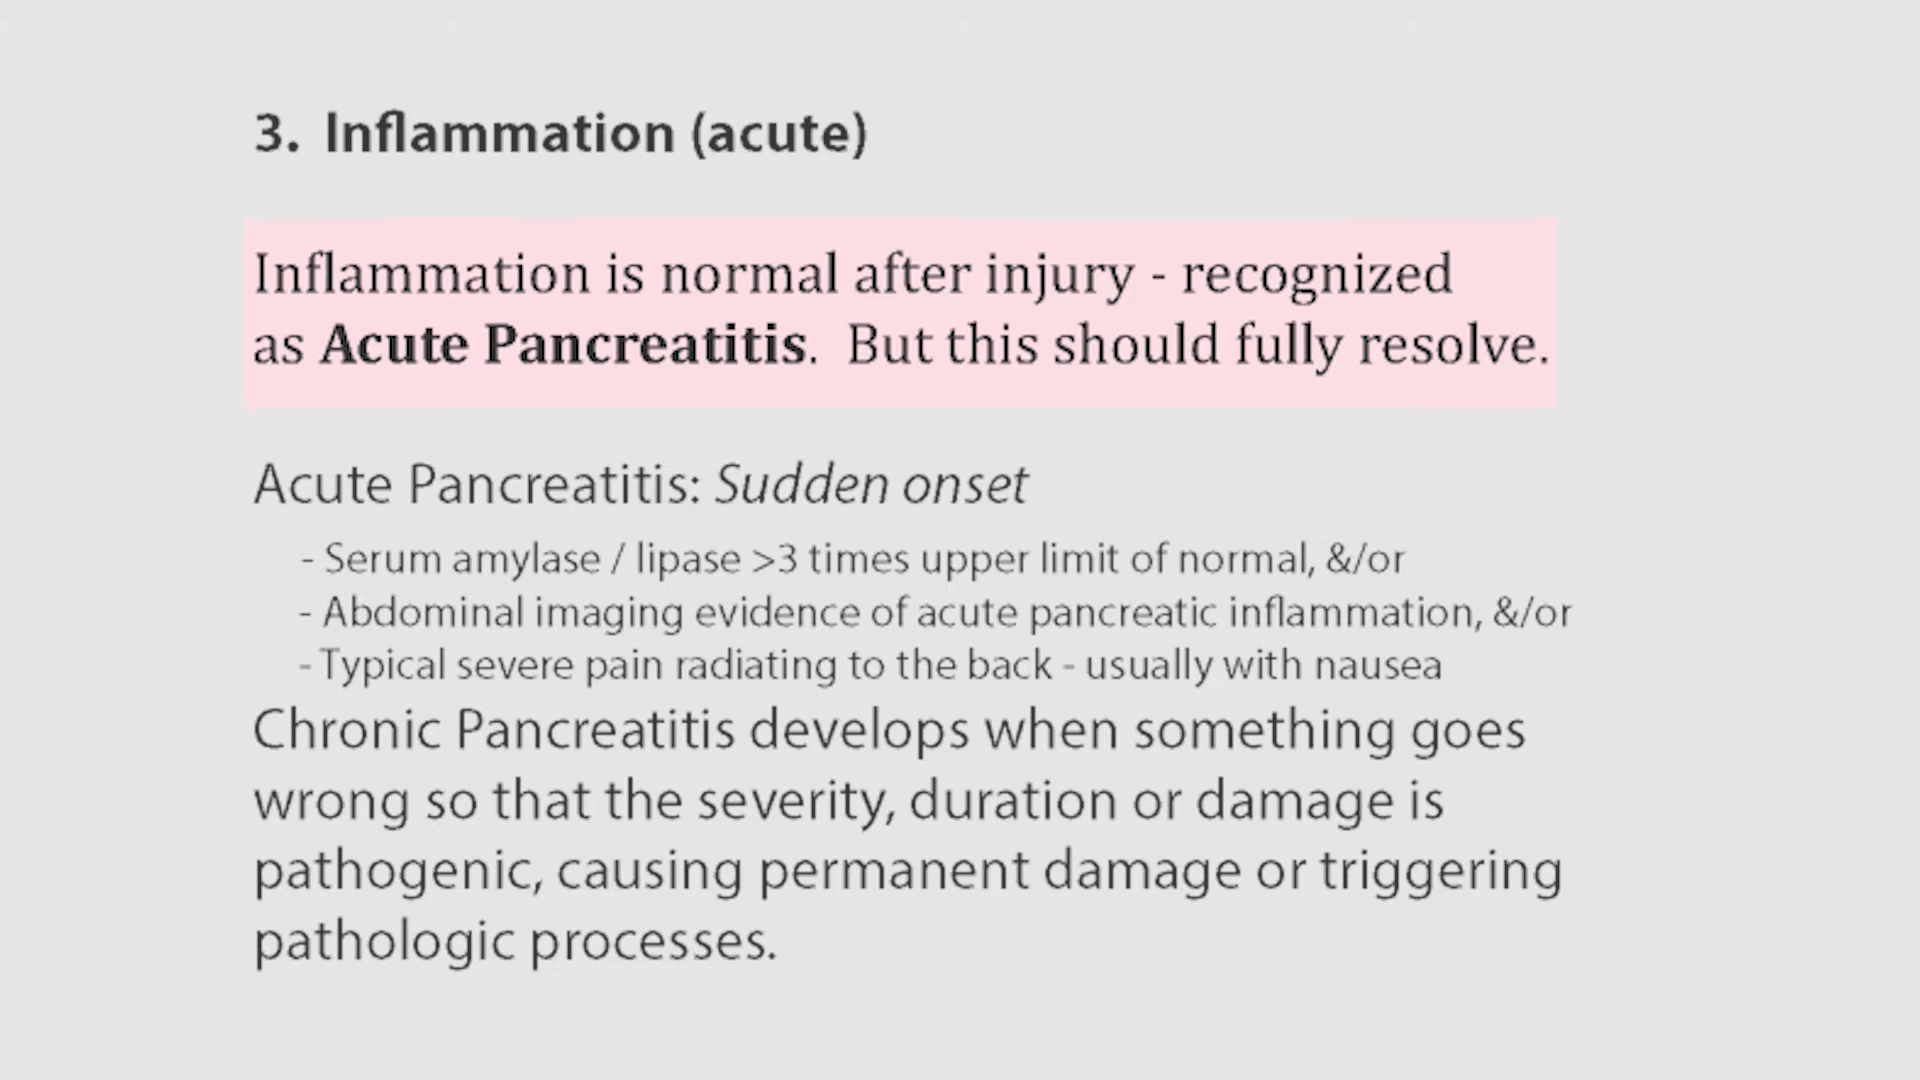 3. Inflammation (acute)
Inflammation is normal after injury - recognized
as Acute Pancreatitis. But this should fully resolve.
Acute Pancreatitis: Sudden onset
- Serum amylase / lipase >3 times upper limit of normal, &/or
- Abdominal imaging evidence of acute pancreatic inflammation, &/or
- Typical severe pain radiating to the back - usually with nausea
Chronic Pancreatitis develops when something goes
wrong so that the severity, duration or damage is
pathogenic, causing permanent damage or triggering
pathologic processes.